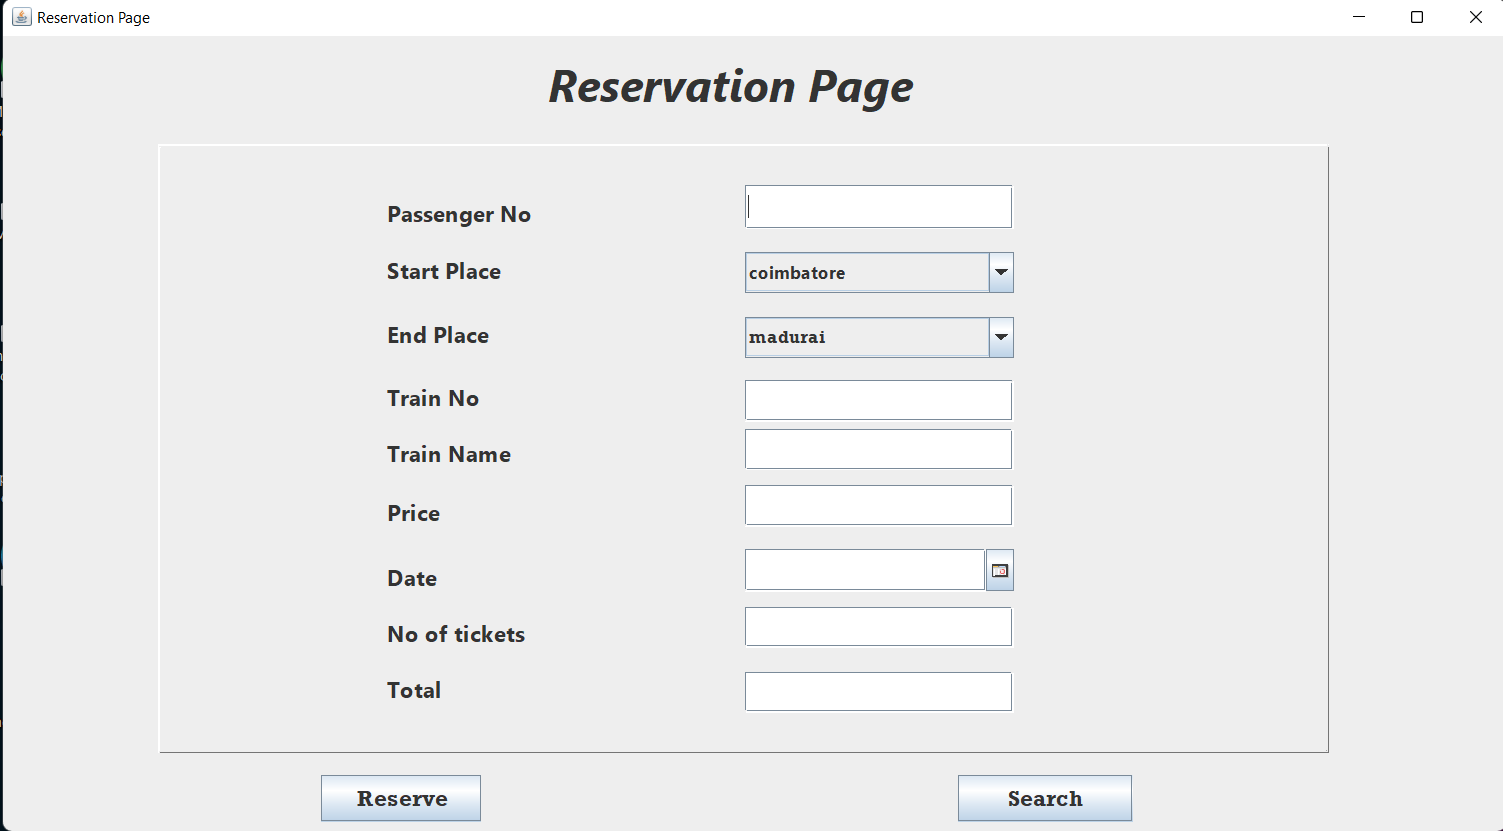 Reservation Page
Reservation Page
Passenger No
Start Place coimbatore
End Place madurai
Train No
Train Name
Price
Date
No of tickets
Total
Reserve Search